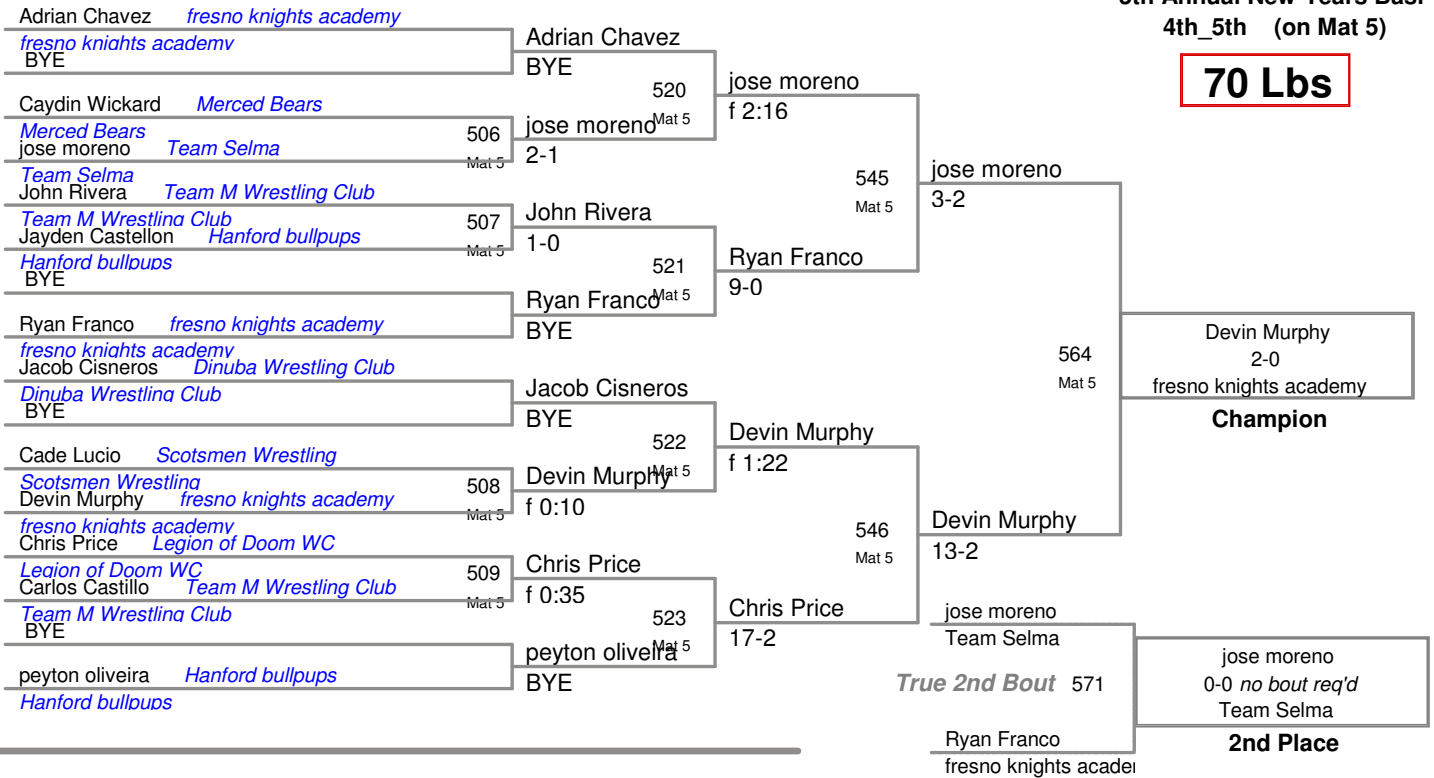 5th Annual New Years Bash
4th_5th (on Mat 5)
70 Lbs
Adrian Chavez fresno knights academy
fresno knights academy
BYE
Caydin Wickard Merced Bears
Merced Bears
jose moreno Team Selma
Team Selma
John Rivera Team M Wrestling Club
Team M Wrestling Club
Jayden Castellon Hanford bullpups
Hanford bullpups
BYE
Ryan Franco fresno knights academy
fresno knights academy
Jacob Cisneros Dinuba Wrestling Club
Dinuba Wrestling Club
BYE
Cade Lucio Scotsmen Wrestling
Scotsmen Wrestling
Devin Murphy fresno knights academy
fresno knights academy
Chris Price Legion of Doom WC
Legion of Doom WC
Carlos Castillo Team M Wrestling Club
Team M Wrestling Club
BYE
peyton oliveira Hanford bullpups
Hanford bullpups
506
Mat 5
507
Mat 5
508
Mat 5
509
Mat 5
Adrian Chavez
BYE
jose moreno
2-1
John Rivera
1-0
Ryan Franco
BYE
Jacob Cisneros
BYE
Devin Murphy
f 0:10
Chris Price
f 0:35
peyton oliveira
BYE
520
Mat 5
521
Mat 5
522
Mat 5
523
Mat 5
jose moreno
f 2:16
Ryan Franco
9-0
Devin Murphy
f 1:22
Chris Price
17-2
545
Mat 5
546
Mat 5
jose moreno
3-2
Devin Murphy
13-2
564
Mat 5
Devin Murphy
2-0
fresno knights academy
Champion
jose moreno
Team Selma
True 2nd Bout 571
Ryan Franco
fresno knights acade
jose moreno
0-0 no bout req'd
Team Selma
2nd Place